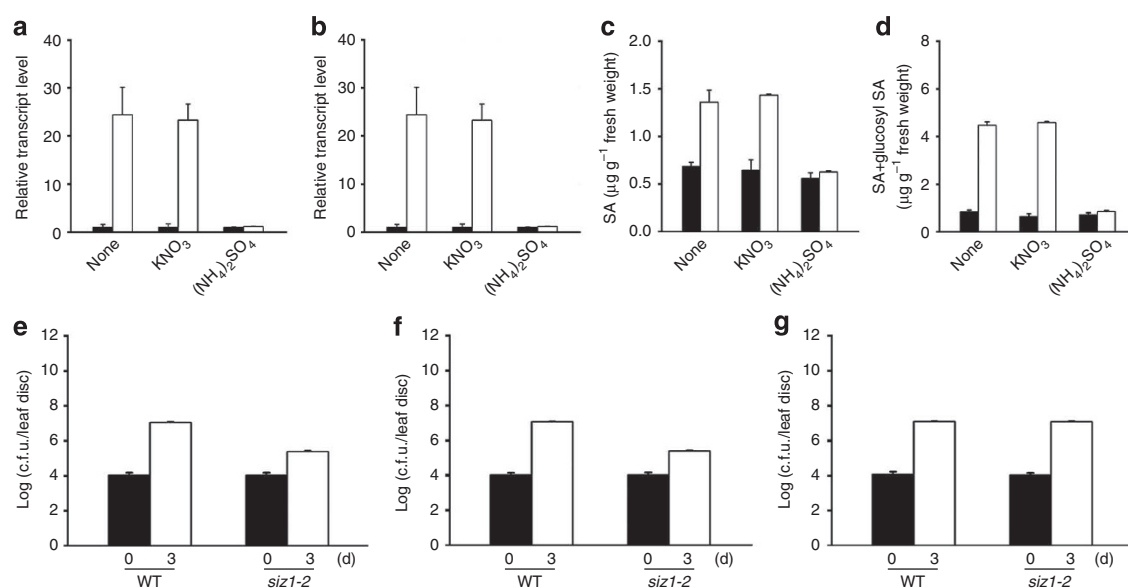 a
Relative transcript level
40
30
20
10
0
None
KNO3
(NH4)2SO4
b
Relative transcript level
40
30
20
10
0
None
KNO3
(NH4)2SO4
c
SA (μg g−1 fresh weight)
2.0
1.5
1.0
0.5
0.0
None
KNO3
(NH4)2SO4
d
SA+glucosyl SA
(μg g−1 fresh weight)
8
6
4
2
0
None
KNO3
(NH4)2SO4
e
Log (c.f.u./leaf disc)
12
10
8
6
4
2
0
0 3 0 3 (d)
WT siz1-2
f
Log (c.f.u./leaf disc)
12
10
8
6
4
2
0
0 3 0 3 (d)
WT siz1-2
g
Log (c.f.u./leaf disc)
12
10
8
6
4
2
0
0 3 0 3 (d)
WT siz1-2